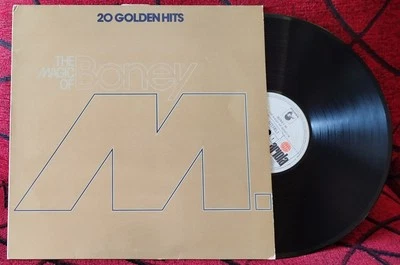 20 GOLDEN HITS
THE
MAGIC
OF
Boney
M.
ariola